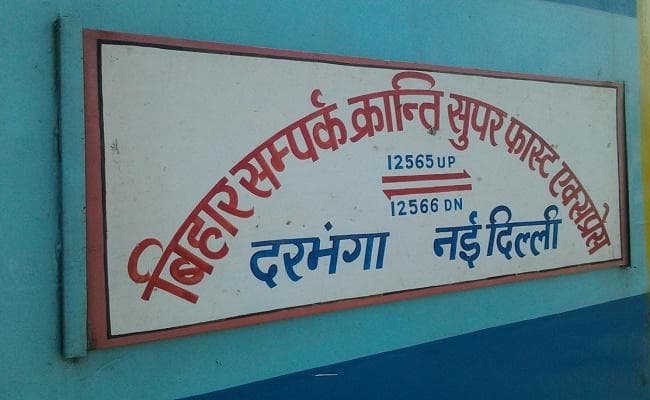 बिहार सम्पर्क क्रान्ति सुपर फास्ट एक्सप्रेस
12565 UP
12566 DN
दरभंगा नई दिल्ली